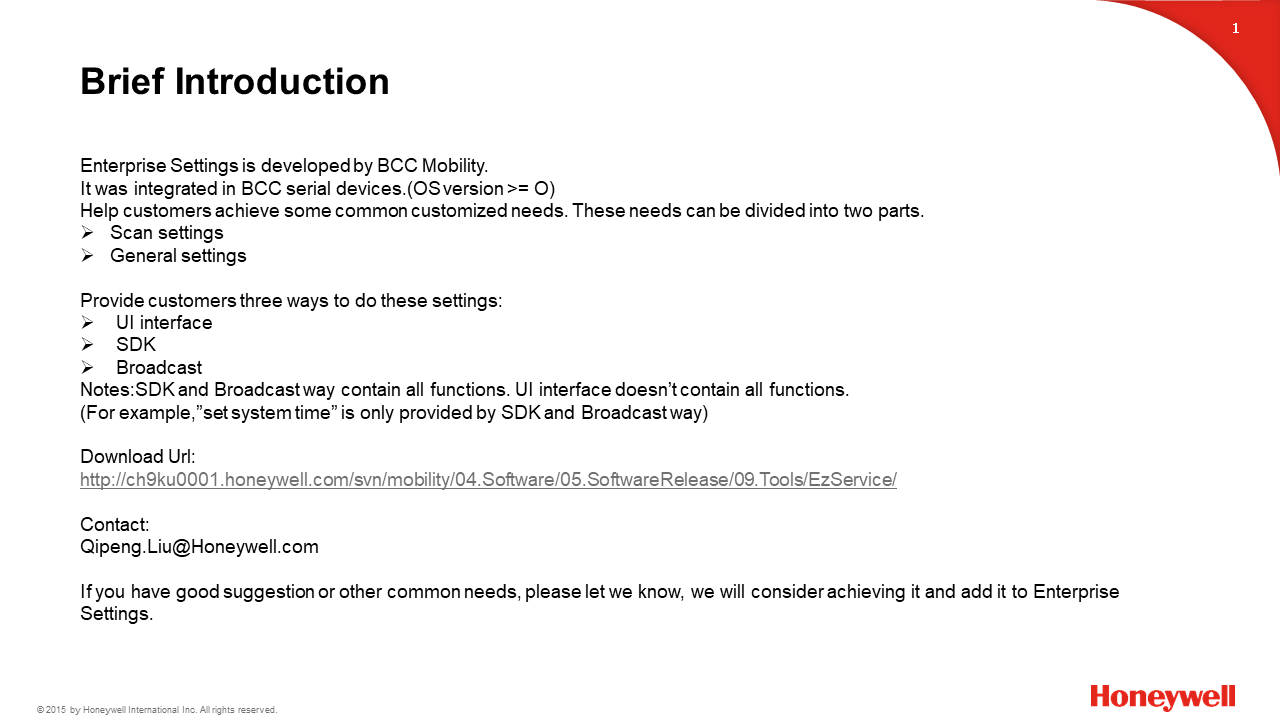 1
Brief Introduction
Enterprise Settings is developed by BCC Mobility.
It was integrated in BCC serial devices.(OS version >= O)
Help customers achieve some common customized needs. These needs can be divided into two parts.
➢ Scan settings
➢ General settings
Provide customers three ways to do these settings:
➢ UI interface
➢ SDK
➢ Broadcast
Notes:SDK and Broadcast way contain all functions. UI interface doesn’t contain all functions.
(For example,”set system time” is only provided by SDK and Broadcast way)
Download Url:
http://ch9ku0001.honeywell.com/svn/mobility/04.Software/05.SoftwareRelease/09.Tools/EzService/
Contact:
Qipeng.Liu@Honeywell.com
If you have good suggestion or other common needs, please let we know, we will consider achieving it and add it to Enterprise
Settings.
© 2015 by Honeywell International Inc. All rights reserved.
Honeywell